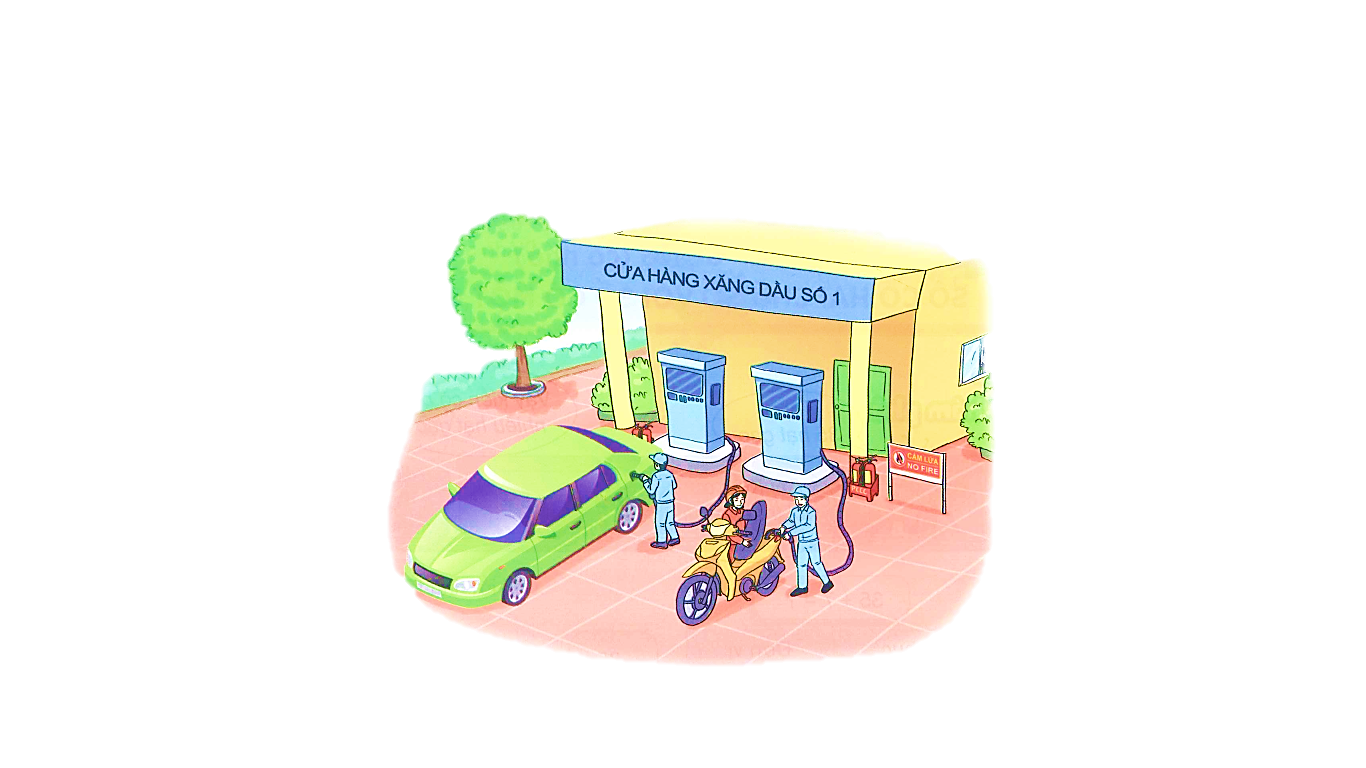 CỬA HÀNG XĂNG DẦU SỐ 1
CẤM LỬA
NO FIRE